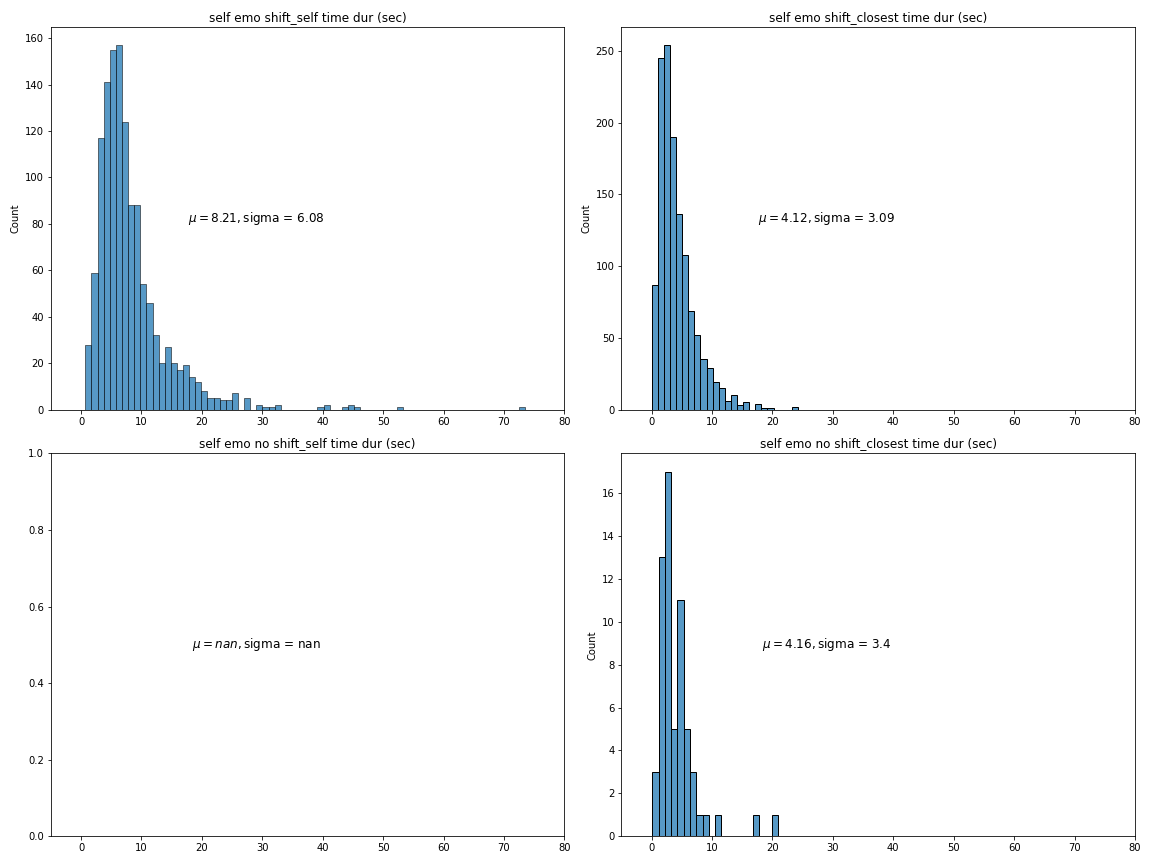 self emo shift_self time dur (sec)
160
140
120
100
80
60
40
20
0
Count
μ = 8.21, sigma = 6.08
0 10 20 30 40 50 60 70 80
self emo shift_closest time dur (sec)
250
200
150
100
50
0
Count
μ = 4.12, sigma = 3.09
0 10 20 30 40 50 60 70 80
self emo no shift_self time dur (sec)
1.0
0.8
0.6
0.4
0.2
0.0
μ = nan, sigma = nan
0 10 20 30 40 50 60 70 80
self emo no shift_closest time dur (sec)
16
14
12
10
8
6
4
2
0
Count
μ = 4.16, sigma = 3.4
0 10 20 30 40 50 60 70 80